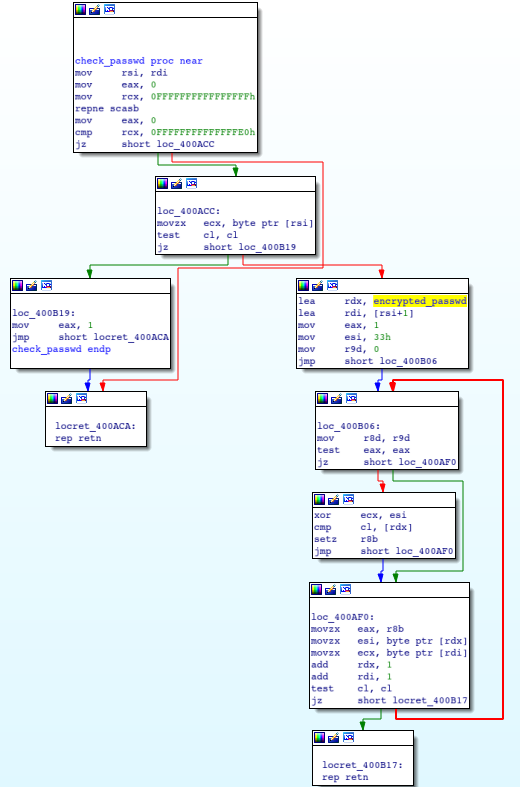 check_passwd proc near
mov rsi, rdi
mov eax, 0
mov rcx, 0FFFFFFFFFFFFFFFFh
repne scasb
mov eax, 0
cmp rcx, 0FFFFFFFFFFFFFFE0h
jz short loc_400ACC
loc_400ACC:
movzx ecx, byte ptr [rsi]
test cl, cl
jz short loc_400B19
loc_400B19:
mov eax, 1
jmp short locret_400ACA
check_passwd endp
lea rdx, encrypted_passwd
lea rdi, [rsi+1]
mov eax, 1
mov esi, 33h
mov r9d, 0
jmp short loc_400B06
locret_400ACA:
rep retn
loc_400B06:
mov r8d, r9d
test eax, eax
jz short loc_400AF0
xor ecx, esi
cmp cl, [rdx]
setz r8b
jmp short loc_400AF0
loc_400AF0:
movzx eax, r8b
movzx esi, byte ptr [rdx]
movzx ecx, byte ptr [rdi]
add rdx, 1
add rdi, 1
test cl, cl
jz short locret_400B17
locret_400B17:
rep retn